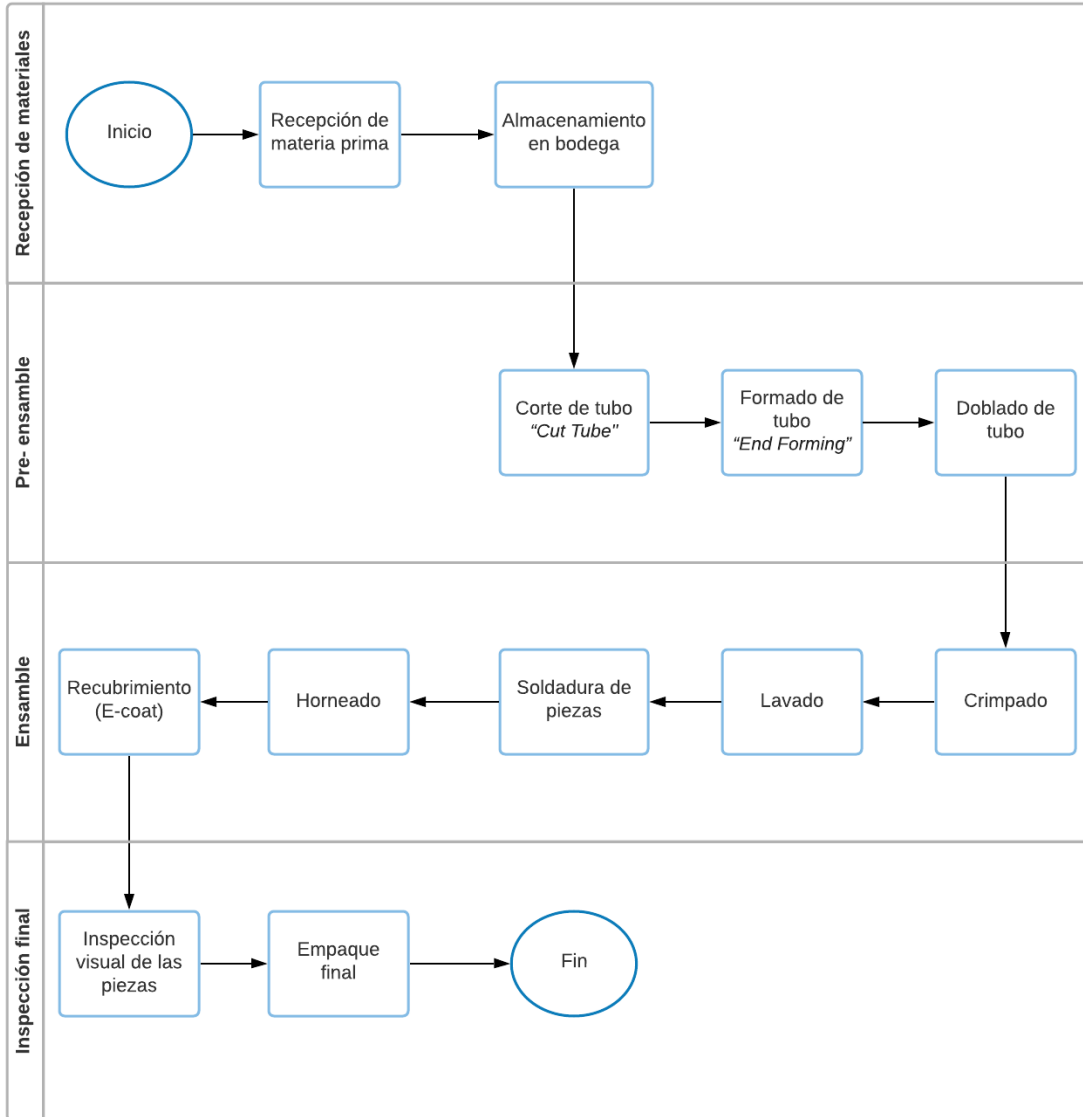 Recepción de materiales
Inicio
Recepción de
materia prima
Almacenamiento
en bodega
Pre- ensamble
Corte de tubo
“Cut Tube"
Formado de
tubo
“End Forming”
Doblado de
tubo
Ensamble
Recubrimiento
(E-coat)
Horneado
Soldadura de
piezas
Lavado
Crimpado
Inspección final
Inspección
visual de las
piezas
Empaque
final
Fin